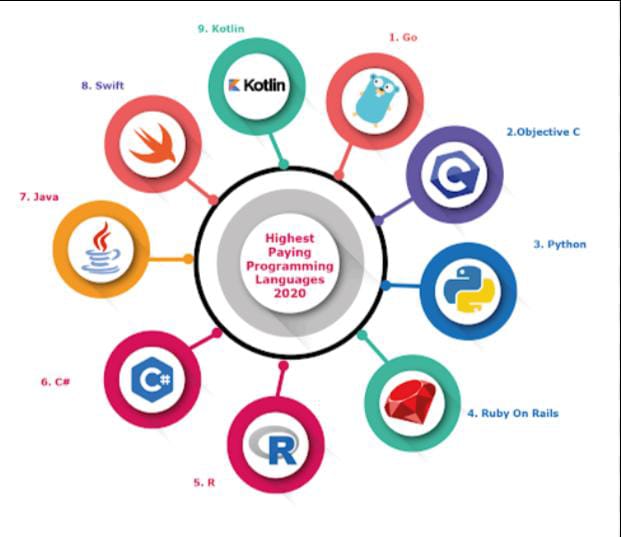 9. Kotlin
1. Go
Kotlin
8. Swift
2.Objective C
C
7. Java
3. Python
Highest
Paying
Programming
Languages
2020
6. C#
C#
4. Ruby On Rails
R
5. R